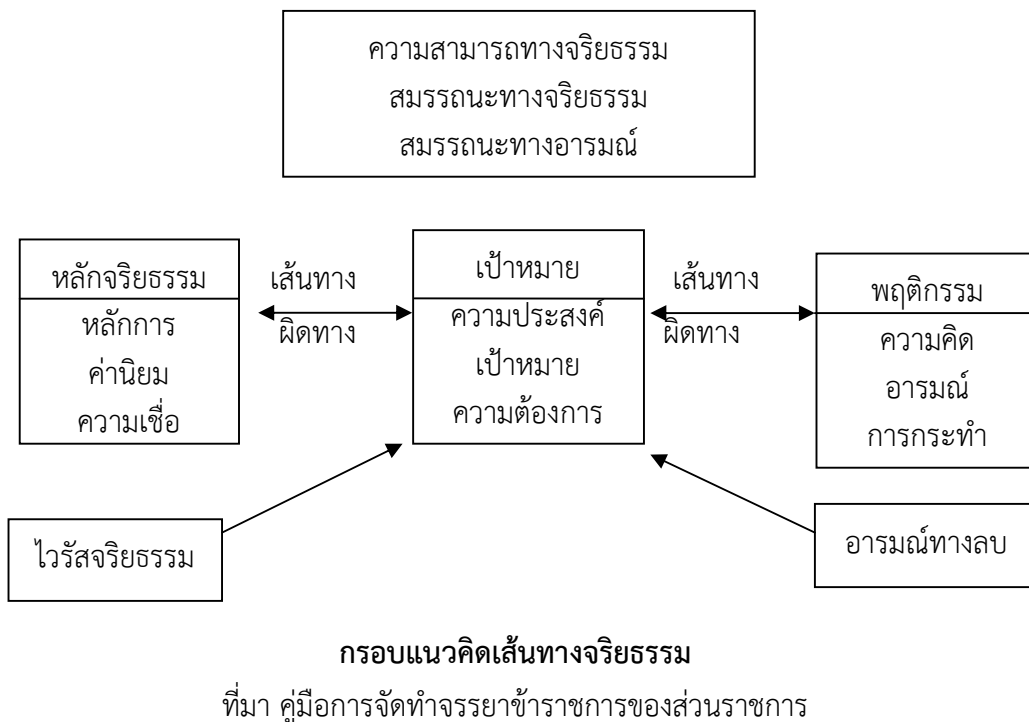 ความสามารถทางจริยธรรม
สมรรถนะทางจริยธรรม
สมรรถนะทางอารมณ์
หลักจริยธรรม
หลักการ
ค่านิยม
ความเชื่อ
เส้นทาง
ผิดทาง
เป้าหมาย
ความประสงค์
เป้าหมาย
ความต้องการ
เส้นทาง
ผิดทาง
พฤติกรรม
ความคิด
อารมณ์
การกระทำ
ไวรัสจริยธรรม
อารมณ์ทางลบ
กรอบแนวคิดเส้นทางจริยธรรม
ที่มา คู่มือการจัดทำจรรยาข้าราชการของส่วนราชการ